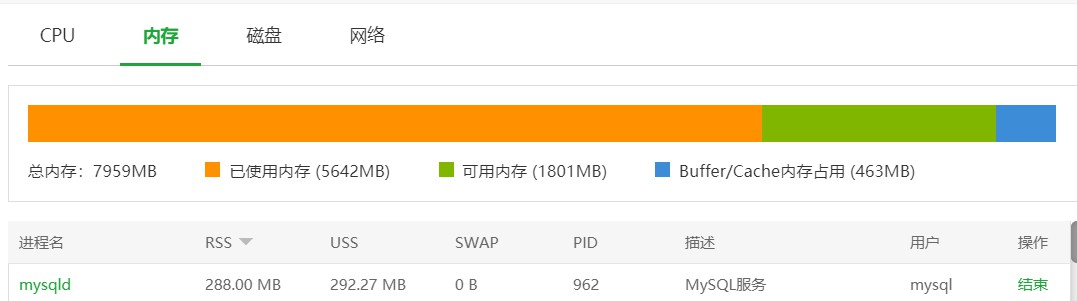 CPU 内存 磁盘 网络
总内存：7959MB 已使用内存 (5642MB) 可用内存 (1801MB) Buffer/Cache内存占用 (463MB)
进程名 RSS USS SWAP PID 描述 用户 操作
mysqld 288.00 MB 292.27 MB 0 B 962 MySQL服务 mysql 结束